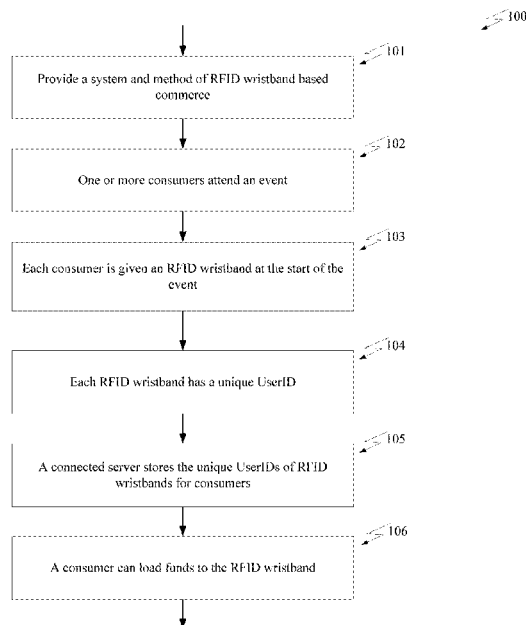 100
101
Provide a system and method of RFID wristband based
commerce
102
One or more consumers attend an event
103
Each consumer is given an RFID wristband at the start of the
event
104
Each RFID wristband has a unique UserID
105
A connected server stores the unique UserIDs of RFID
wristbands for consumers
106
A consumer can load funds to the RFID wristband